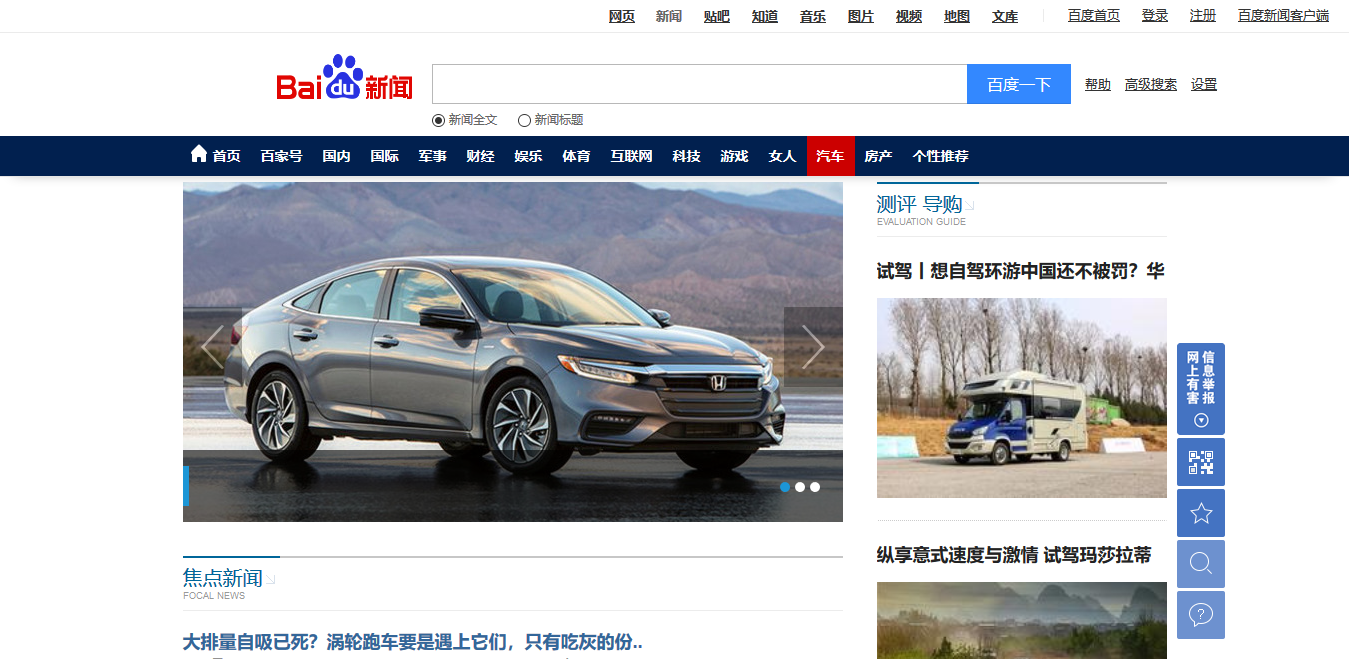 网页 新闻 贴吧 知道 音乐 图片 视频 地图 文库 百度首页 登录 注册 百度新闻客户端
Bai du 新闻 百度一下 帮助 高级搜索 设置
新闻全文 新闻标题
首页 百家号 国内 国际 军事 财经 娱乐 体育 互联网 科技 游戏 女人 汽车 房产 个性推荐
测评 导购
EVALUATION GUIDE
试驾丨想自驾环游中国还不被罚？华
网上有害
信息举报
纵享意式速度与激情 试驾玛莎拉蒂
焦点新闻
FOCAL NEWS
大排量自吸已死？涡轮跑车要是遇上它们，只有吃灰的份..